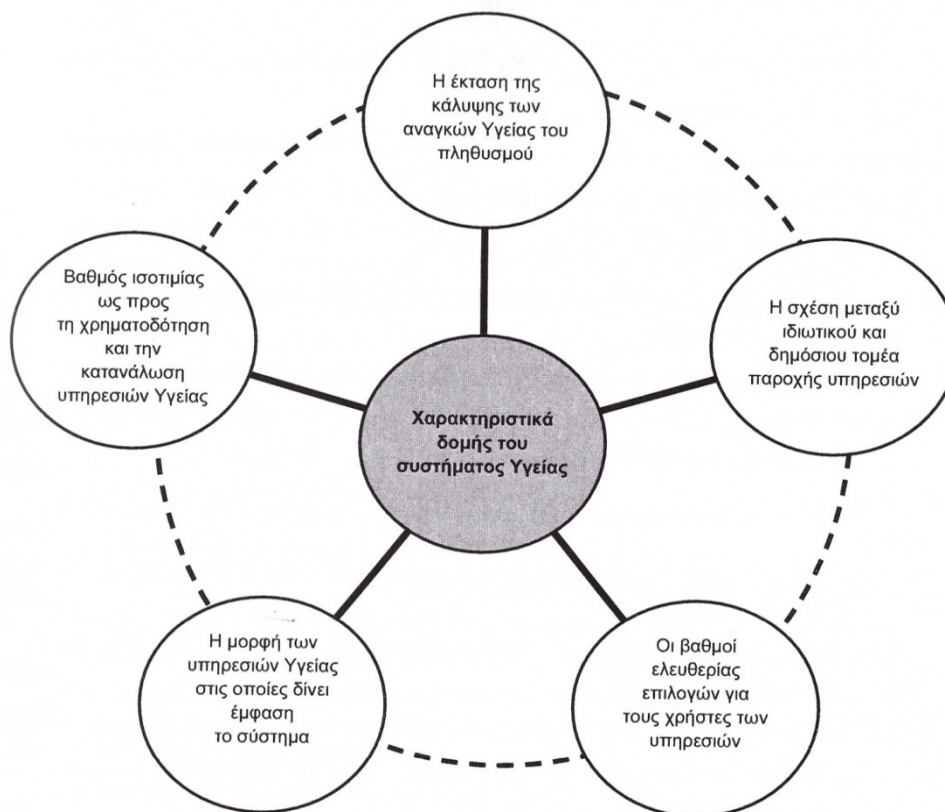 Η έκταση της
κάλυψης των
αναγκών Υγείας του
πληθυσμού
Βαθμός ισοτιμίας
ως προς
τη χρηματοδότηση
και την
κατανάλωση
υπηρεσιών Υγείας
Η σχέση μεταξύ
ιδιωτικού και
δημόσιου τομέα
παροχής υπηρεσιών
Χαρακτηριστικά
δομής του
συστήματος Υγείας
Η μορφή των
υπηρεσιών Υγείας
στις οποίες δίνει
έμφαση
το σύστημα
Οι βαθμοί
ελευθερίας
επιλογών για
τους χρήστες των
υπηρεσιών